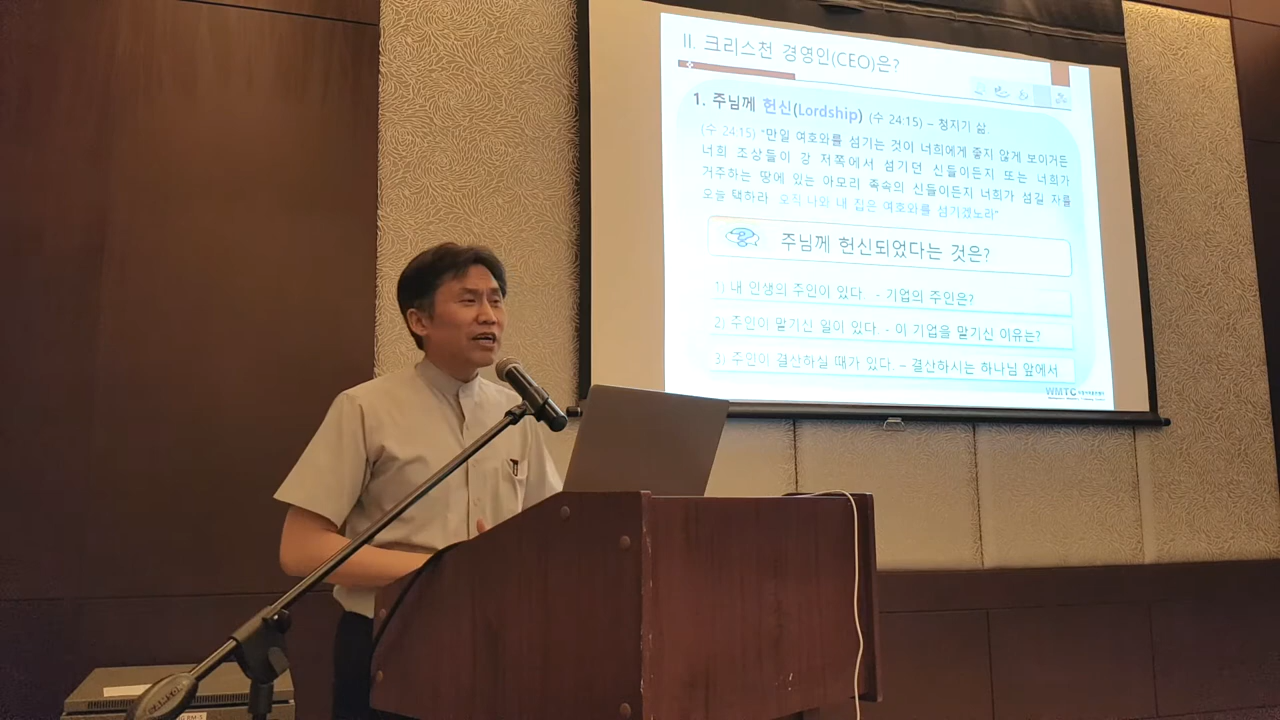 II. 크리스천 경영인(CEO)은?
1. 주님께 헌신(Lordship) (수 24:15) – 청지기 삶
(수 24:15) "만일 여호와를 섬기는 것이 너희에게 좋지 않게 보이거든
너희 조상들이 강 저쪽에서 섬기던 신들이든지 또는 너희가
거주하는 땅에 있는 아모리 족속의 신들이든지 너희가 섬길 자를
오늘 택하라 오직 나와 내 집은 여호와를 섬기겠노라"
주님께 헌신되었다는 것은?
1) 내 인생의 주인이 있다. - 기업의 주인은?
2) 주인이 맡기신 일이 있다. - 이 기업을 맡기신 이유는?
3) 주인이 결산하실 때가 있다. – 결산하시는 하나님 앞에서
WMTC